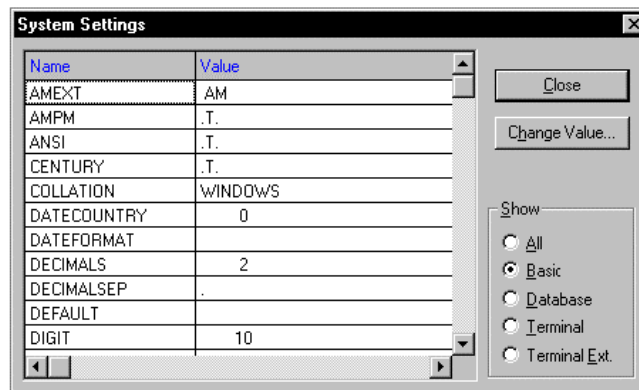 System Settings
Name Value
AMEXT AM
AMPM .T.
ANSI .T.
CENTURY .T.
COLLATION WINDOWS
DATECOUNTRY 0
DATEFORMAT
DECIMALS 2
DECIMALSEP .
DEFAULT
DIGIT 10
Close
Change Value...
Show
All
Basic
Database
Terminal
Terminal Ext.